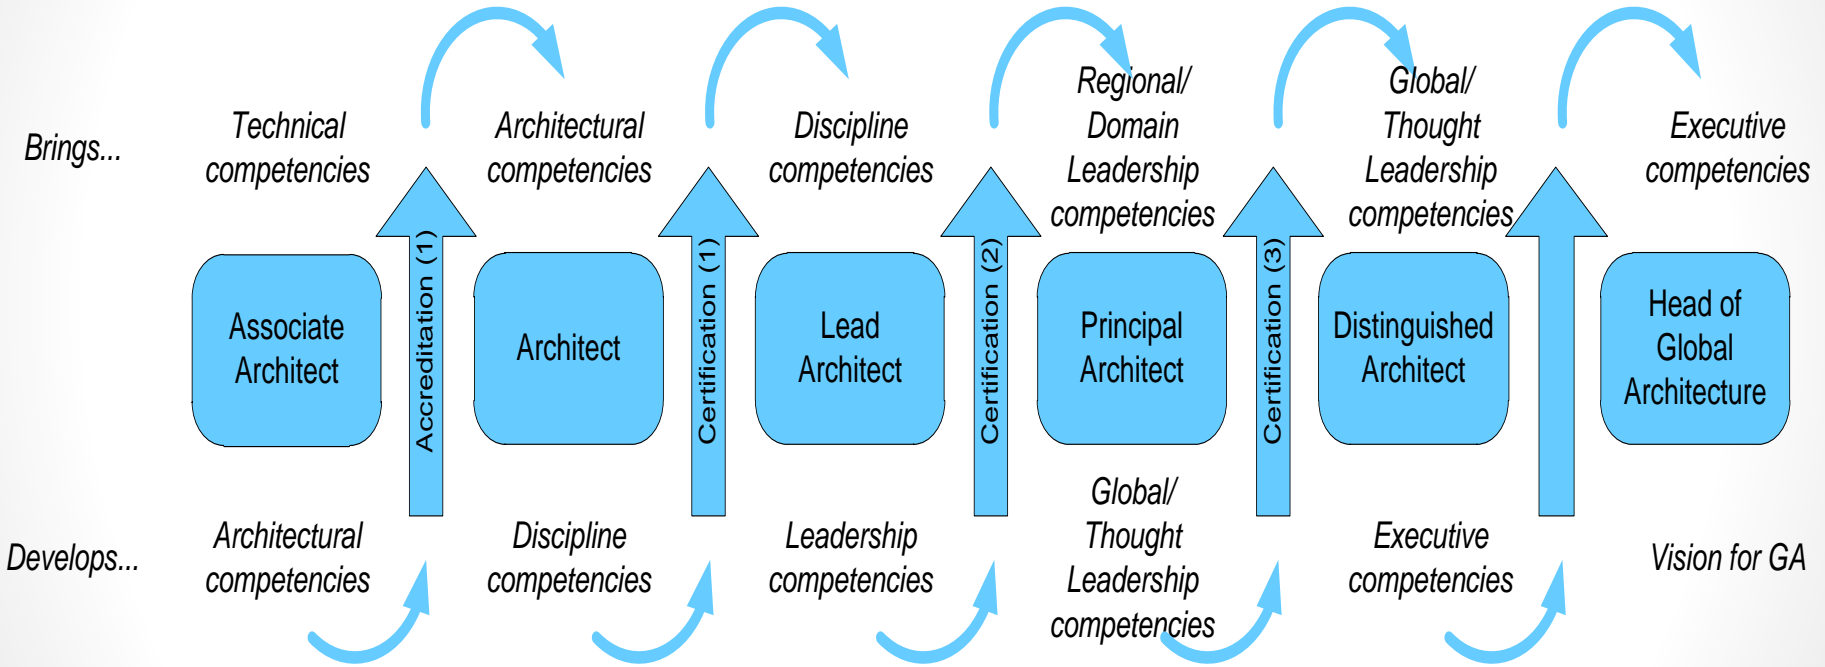 Brings...
Technical
competencies
Architectural
competencies
Discipline
competencies
Regional/
Domain
Leadership
competencies
Global/
Thought
Leadership
competencies
Executive
competencies
Associate
Architect
Accreditation (1)
Architect
Certification (1)
Lead
Architect
Certification (2)
Principal
Architect
Certification (3)
Distinguished
Architect
Head of
Global
Architecture
Develops...
Architectural
competencies
Discipline
competencies
Leadership
competencies
Global/
Thought
Leadership
competencies
Executive
competencies
Vision for GA